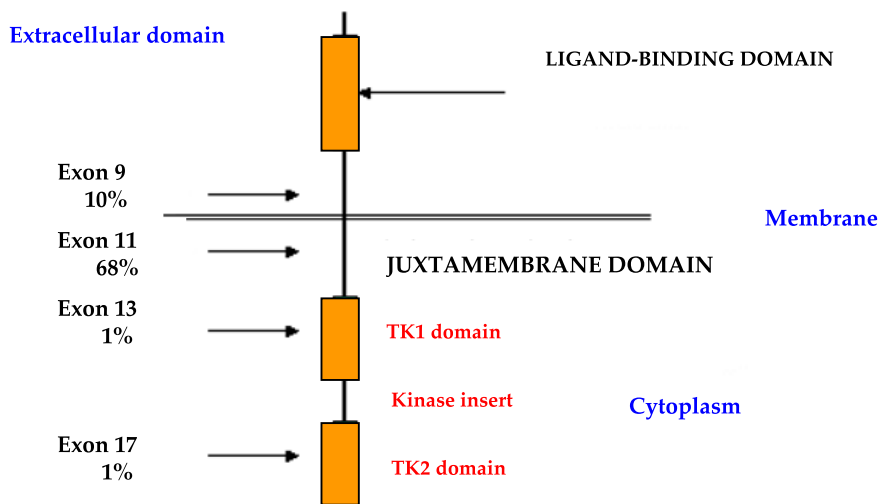 Extracellular domain
LIGAND-BINDING DOMAIN
Exon 9
10%
Membrane
Exon 11
68%
JUXTAMEMBRANE DOMAIN
Exon 13
1%
TK1 domain
Kinase insert
Cytoplasm
Exon 17
1%
TK2 domain